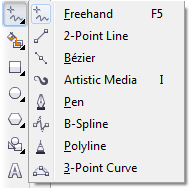 Freehand F5
2-Point Line
Bézier
Artistic Media I
Pen
B-Spline
Polyline
3-Point Curve